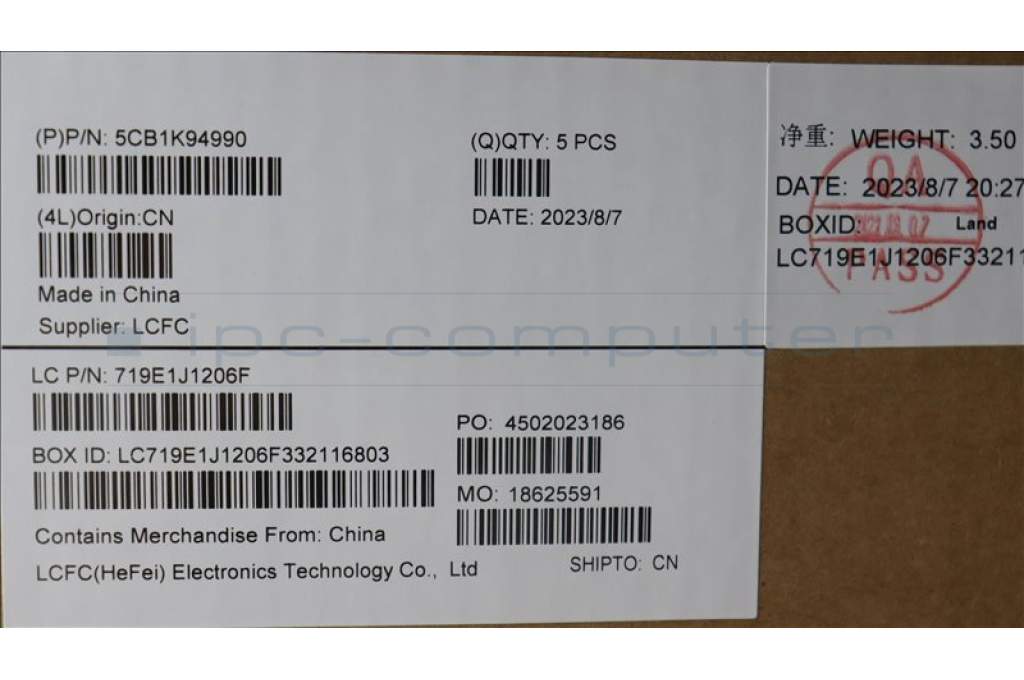 (P)P/N: 5CB1K94990
(Q)QTY: 5 PCS
(4L)Origin:CN
DATE: 2023/8/7
Made in China
Supplier: LCFC
净重: WEIGHT: 3.50
DATE: 2023/8/7 20:27
BOXID: Land
LC719E1J1206F33211
QA
PASS
ipc-computer
LC P/N: 719E1J1206F
PO: 4502023186
BOX ID: LC719E1J1206F332116803
MO: 18625591
Contains Merchandise From: China
LCFC(HeFei) Electronics Technology Co., Ltd
SHIPTO: CN